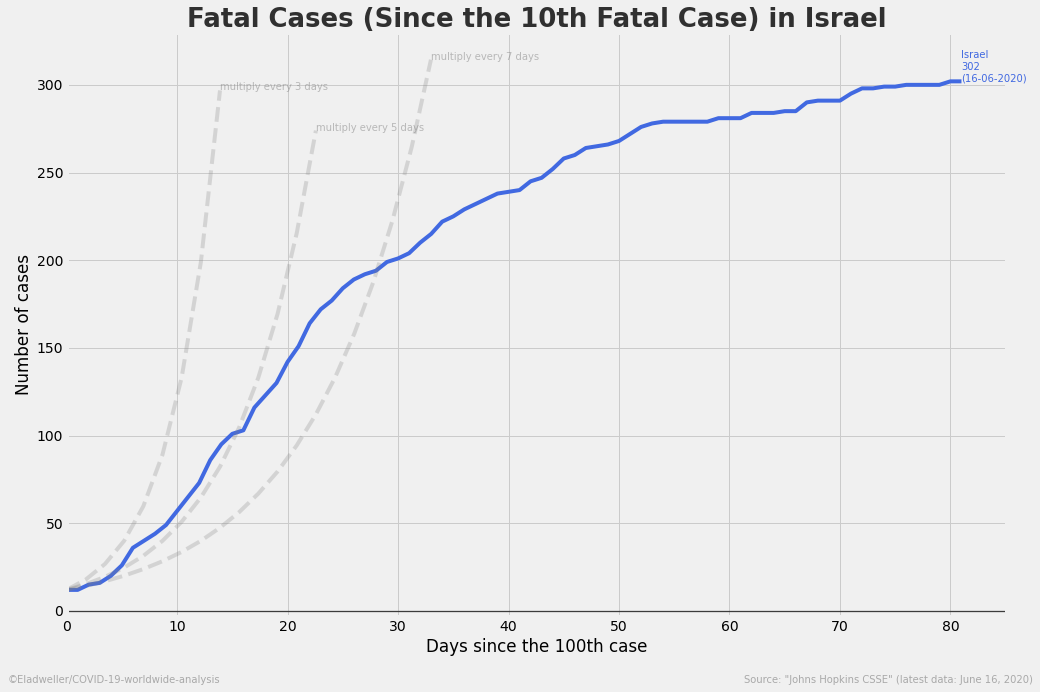 Fatal Cases (Since the 10th Fatal Case) in Israel
multiply every 7 days
Israel
302
(16-06-2020)
multiply every 3 days
multiply every 5 days
Number of cases
300
250
200
150
100
50
0
0 10 20 30 40 50 60 70 80
Days since the 100th case
©Eladweller/COVID-19-worldwide-analysis
Source: "Johns Hopkins CSSE" (latest data: June 16, 2020)